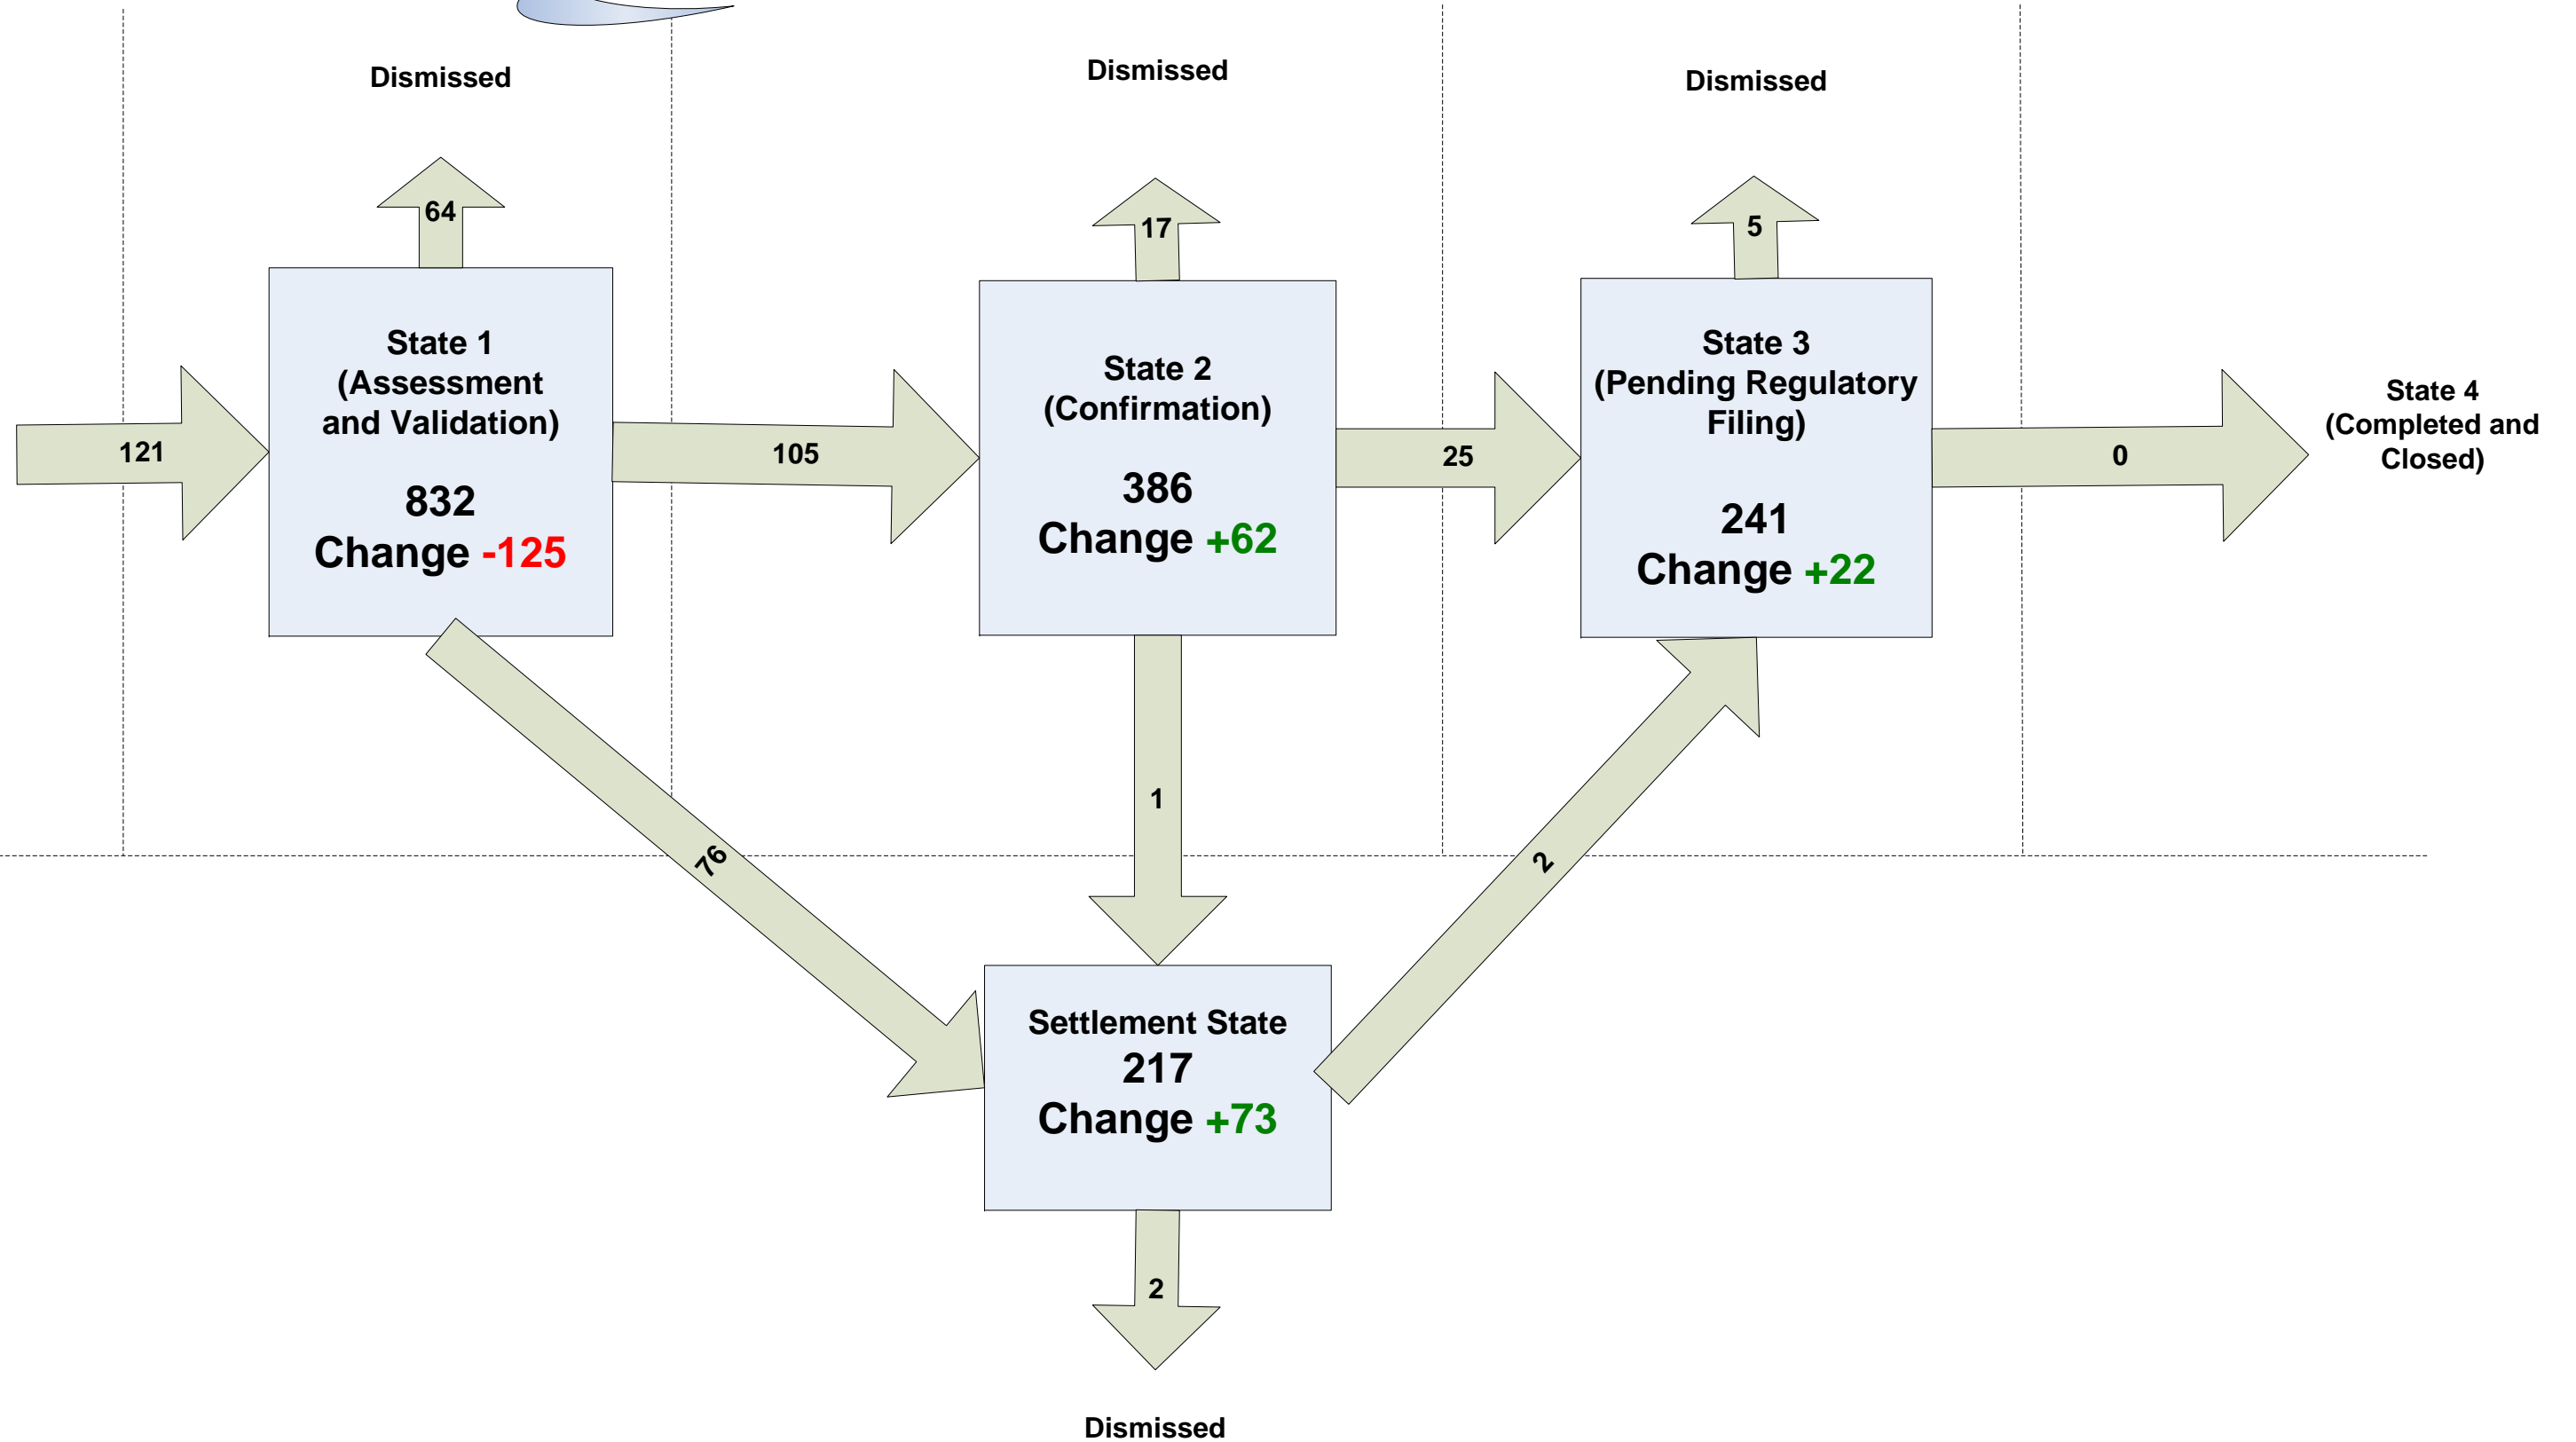 Dismissed
Dismissed
Dismissed
64
17
5
121
State 1
(Assessment
and Validation)
832
Change -125
105
State 2
(Confirmation)
386
Change +62
25
State 3
(Pending Regulatory
Filing)
241
Change +22
0
State 4
(Completed and
Closed)
76
1
2
Settlement State
217
Change +73
2
Dismissed